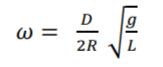 ω = D/2R √g/L